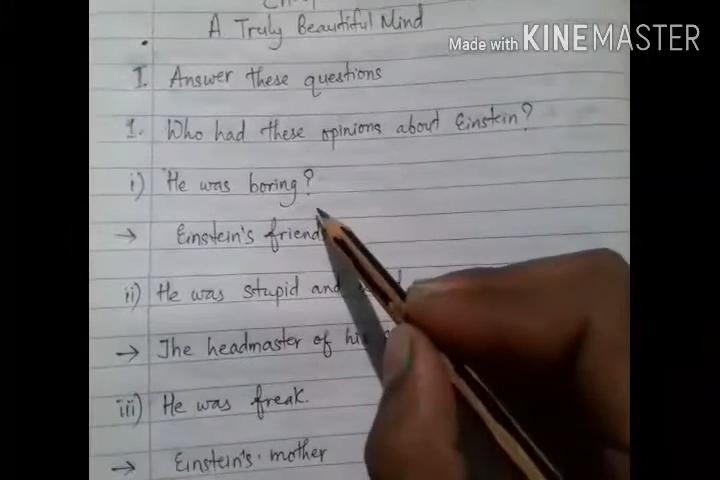 A Truly Beautiful Mind
Made with KINEMASTER
I. Answer these questions
1. Who had these opinions about Einstein?
i) He was boring?
→ Einstein's friend
ii) He was stupid and
→ The headmaster of his
iii) He was freak.
→ Einstein's mother